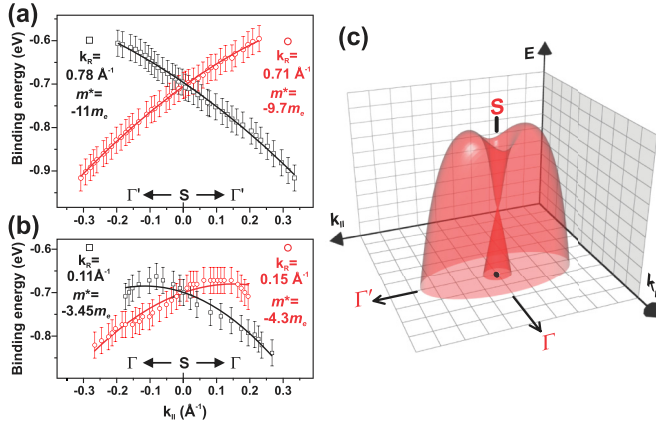 (a)
Binding energy (eV)
-0.6
-0.7
-0.8
-0.9
k_R=
0.78 Å⁻¹
m*=
-11m_e
k_R=
0.71 Å⁻¹
m*=
-9.7m_e
Γ' ← S → Γ'
-0.3 -0.2 -0.1 0.0 0.1 0.2 0.3
(b)
Binding energy (eV)
-0.6
-0.7
-0.8
k_R=
0.11Å⁻¹
m*=
-3.45m_e
k_R=
0.15 Å⁻¹
m*=
-4.3m_e
Γ ← S → Γ
-0.3 -0.2 -0.1 0.0 0.1 0.2 0.3
k_II (Å⁻¹)
(c)
E
S
k_II
Γ'
Γ